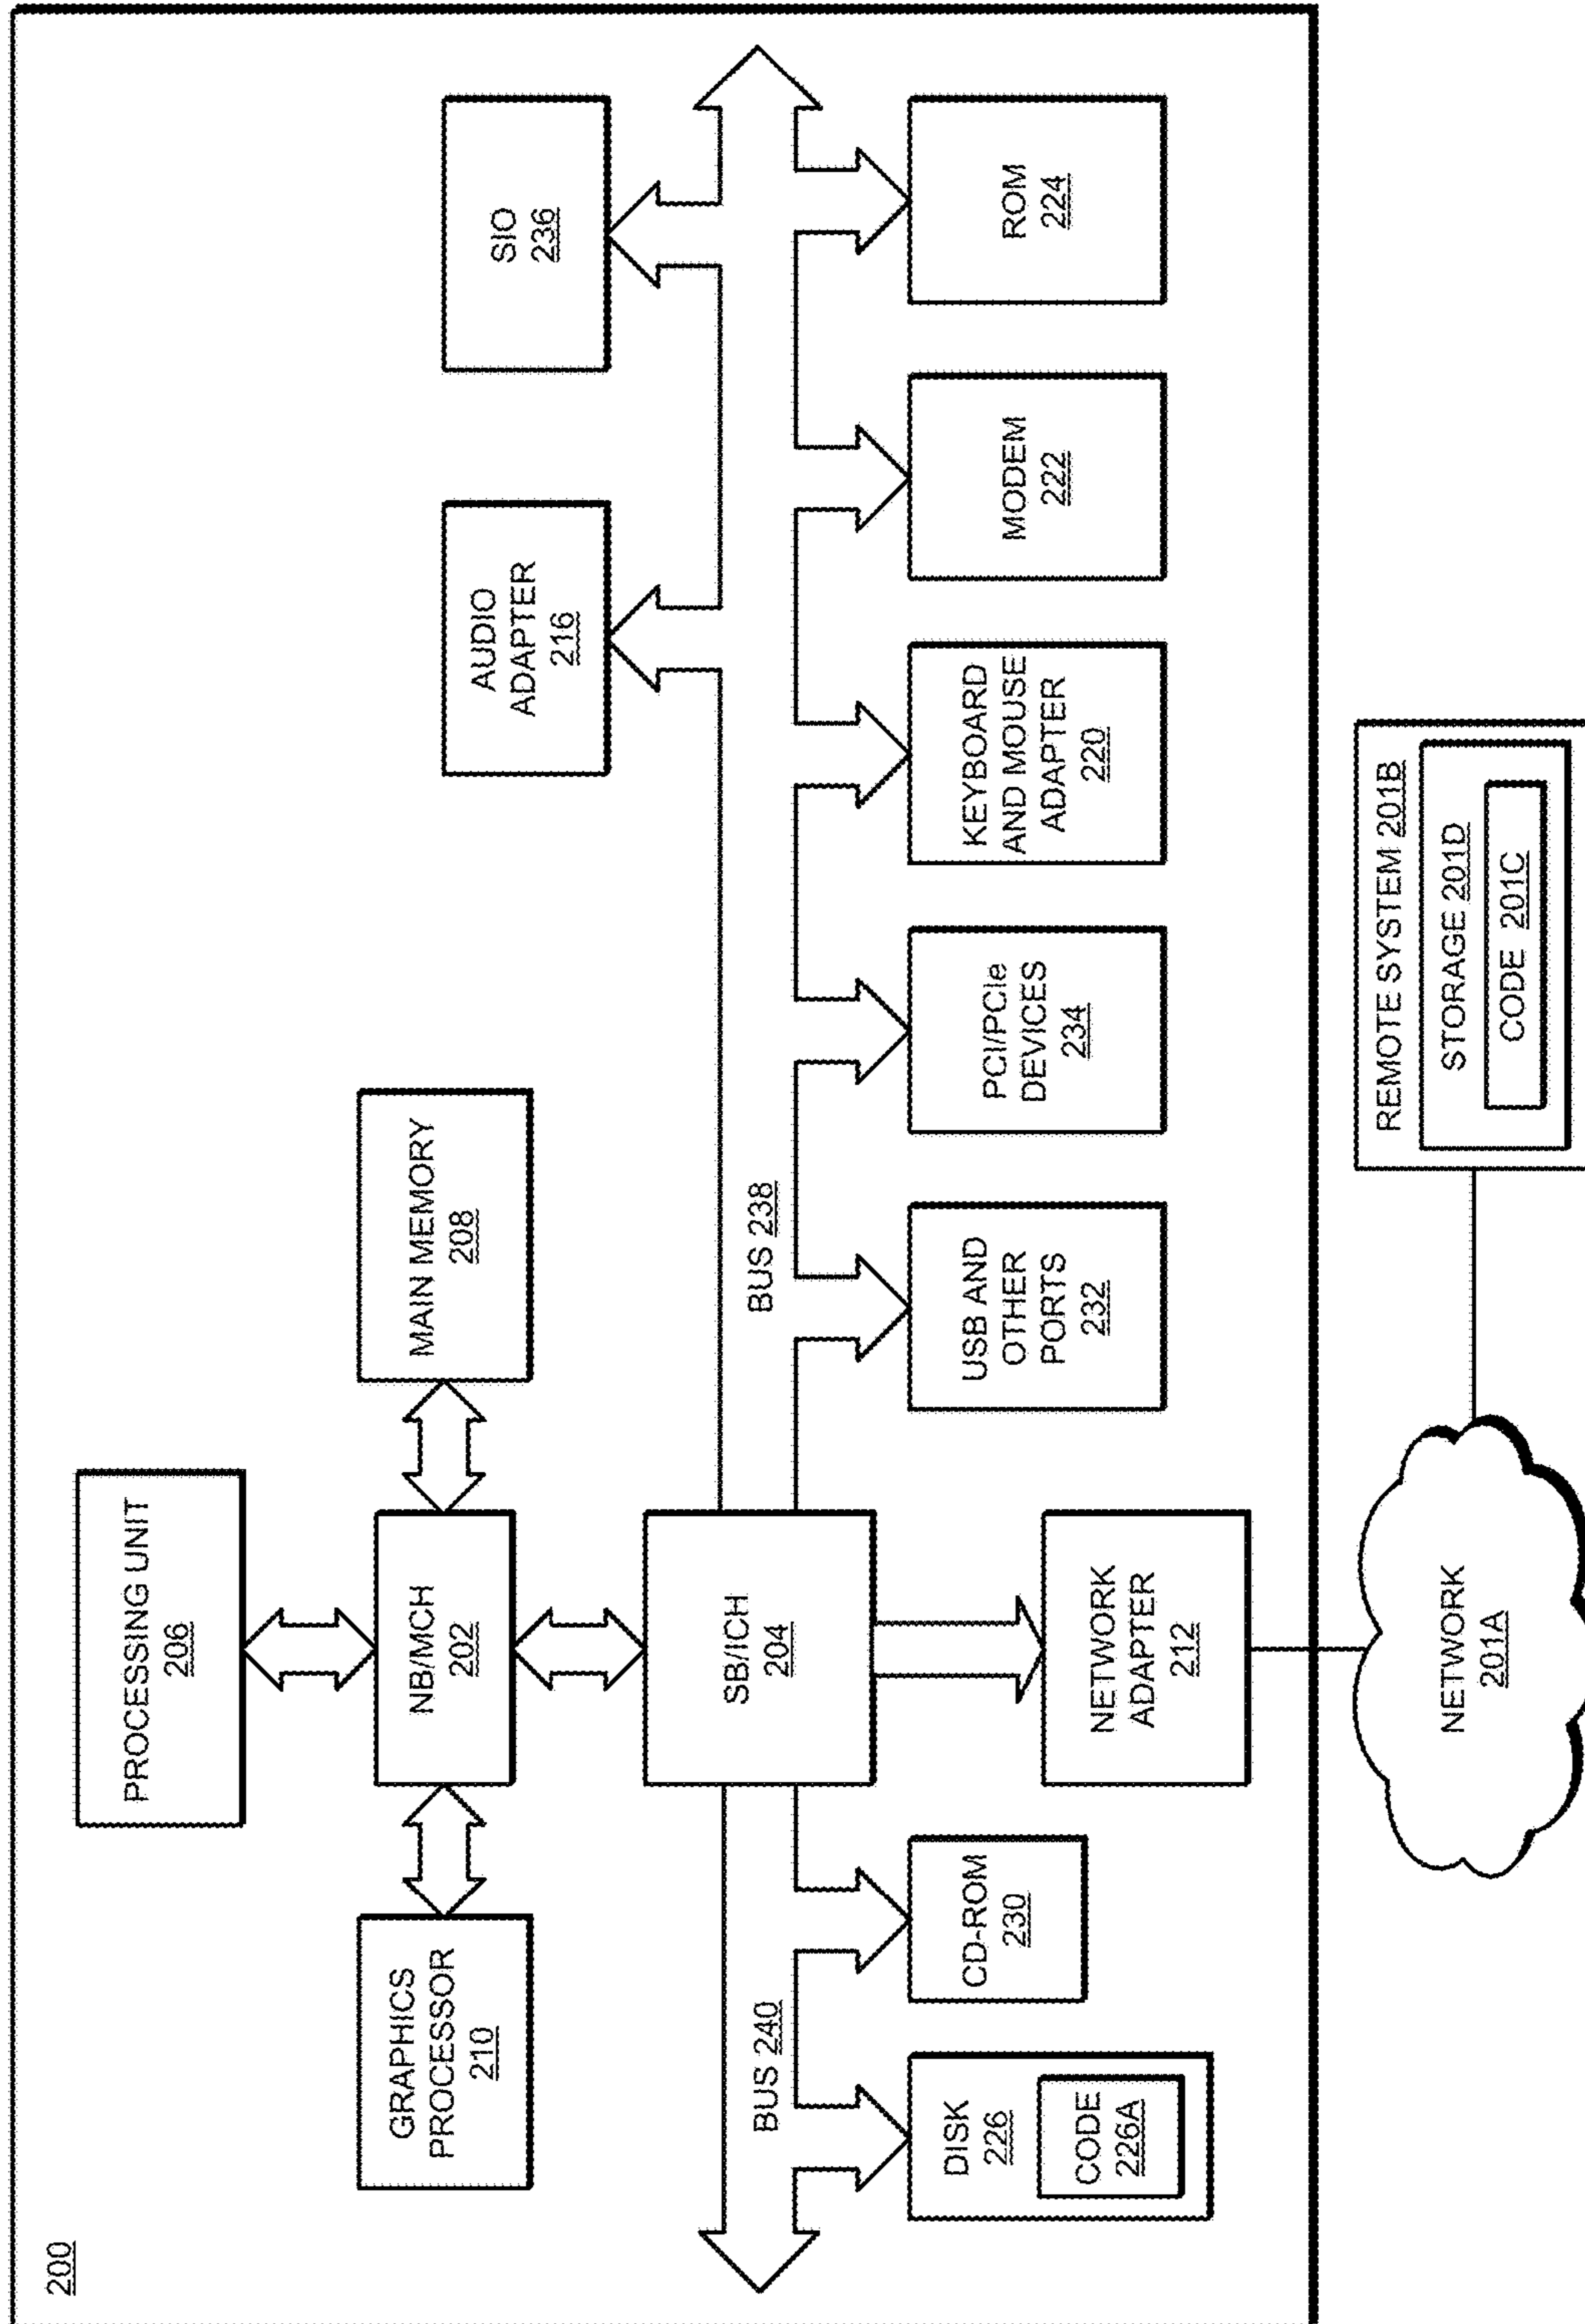 200
PROCESSING UNIT
206
GRAPHICS
PROCESSOR
210
NB/MCH
202
MAIN MEMORY
208
AUDIO
ADAPTER
216
SIO
236
SB/ICH
204
BUS 240
BUS 238
DISK
226
CODE
226A
CD-ROM
230
NETWORK
ADAPTER
212
USB AND
OTHER
PORTS
232
PCI/PCIe
DEVICES
234
KEYBOARD
AND MOUSE
ADAPTER
220
MODEM
222
ROM
224
NETWORK
201A
REMOTE SYSTEM 201B
STORAGE 201D
CODE 201C